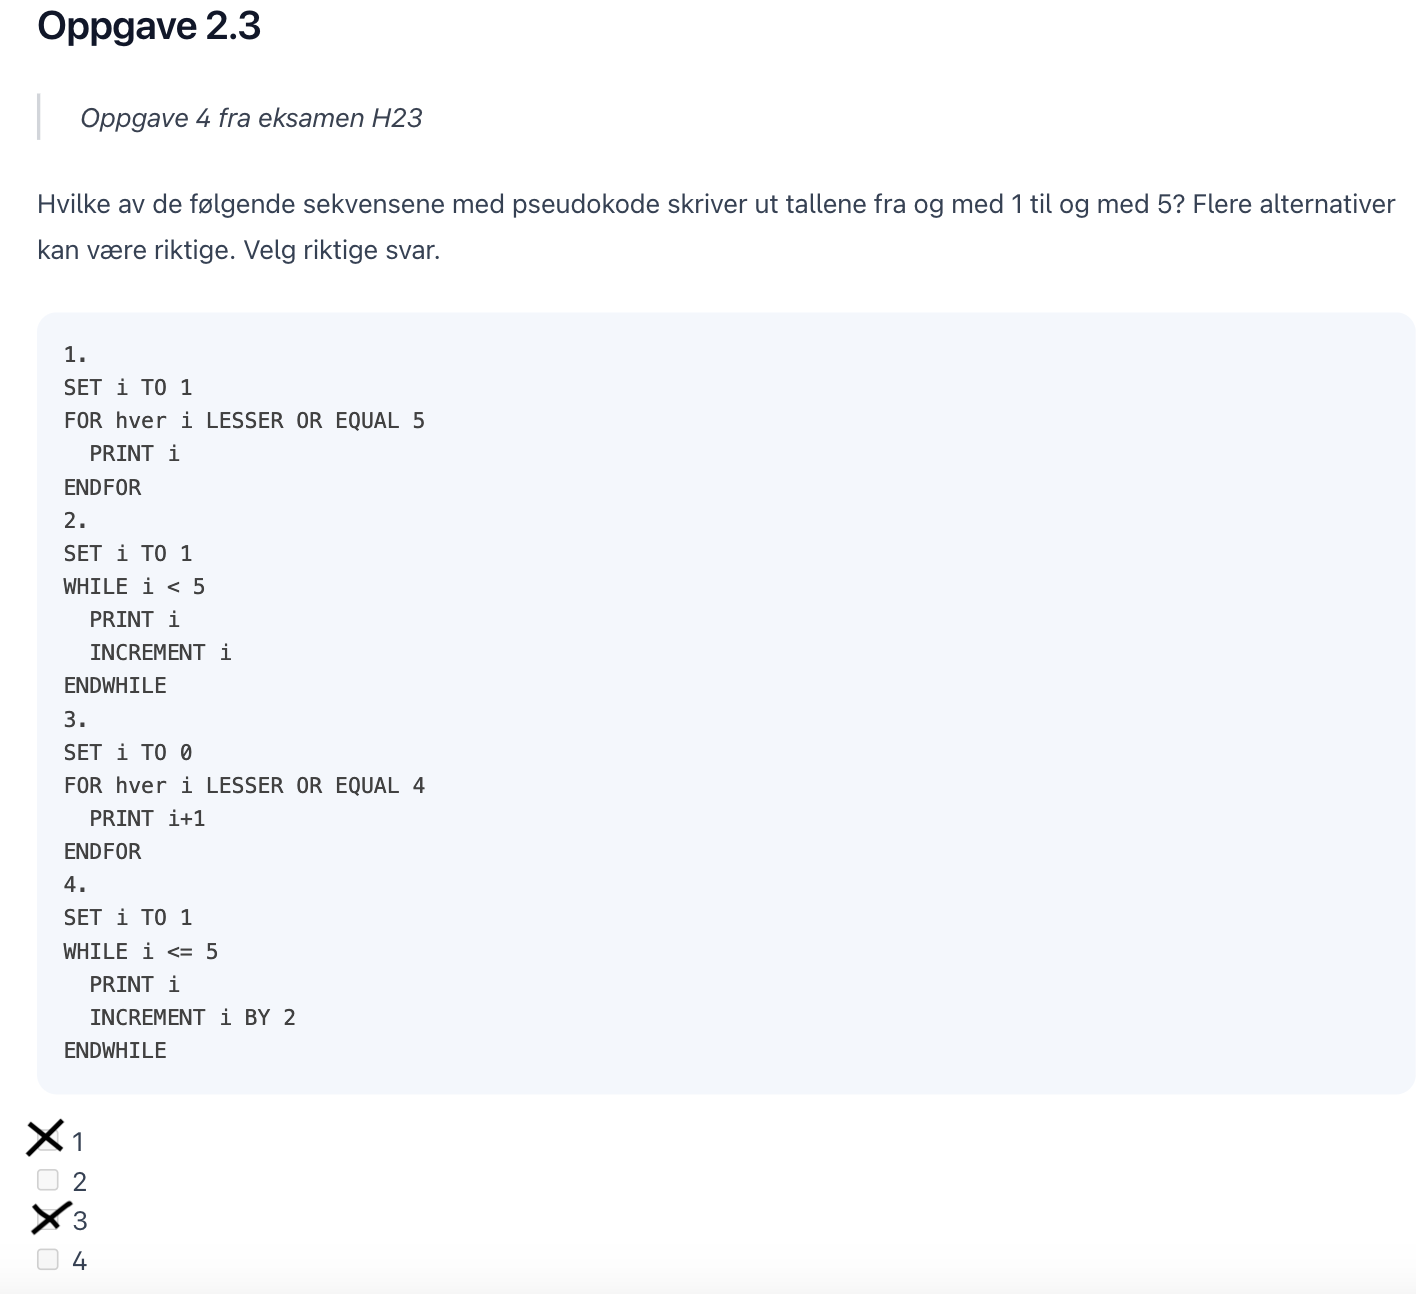 Oppgave 2.3
Oppgave 4 fra eksamen H23
Hvilke av de følgende sekvensene med pseudokode skriver ut tallene fra og med 1 til og med 5? Flere alternativer
kan være riktige. Velg riktige svar.
1.
SET i TO 1
FOR hver i LESSER OR EQUAL 5
  PRINT i
ENDFOR
2.
SET i TO 1
WHILE i < 5
  PRINT i
  INCREMENT i
ENDWHILE
3.
SET i TO 0
FOR hver i LESSER OR EQUAL 4
  PRINT i+1
ENDFOR
4.
SET i TO 1
WHILE i <= 5
  PRINT i
  INCREMENT i BY 2
ENDWHILE
1
2
3
4